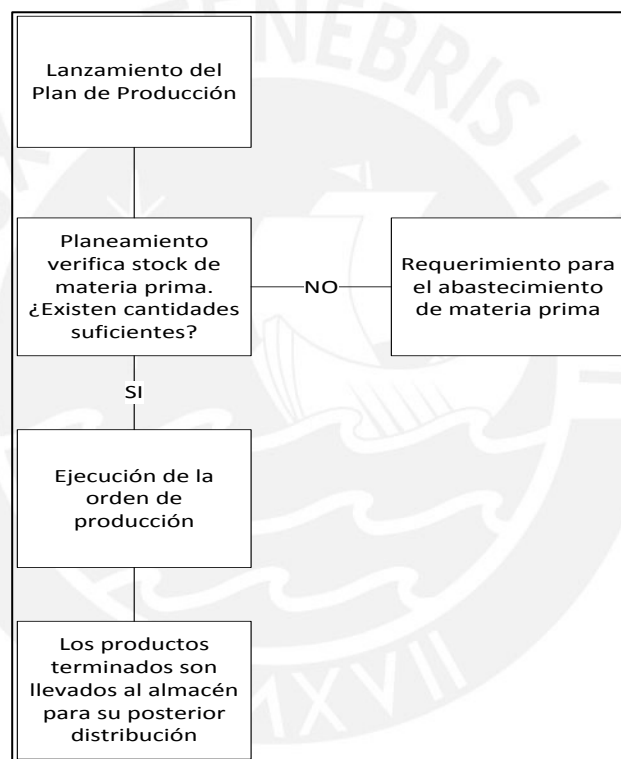 Lanzamiento del
Plan de Producción
Planeamiento
verifica stock de
materia prima.
¿Existen cantidades
suficientes?
NO
Requerimiento para
el abastecimiento
de materia prima
SI
Ejecución de la
orden de
producción
Los productos
terminados son
llevados al almacén
para su posterior
distribución